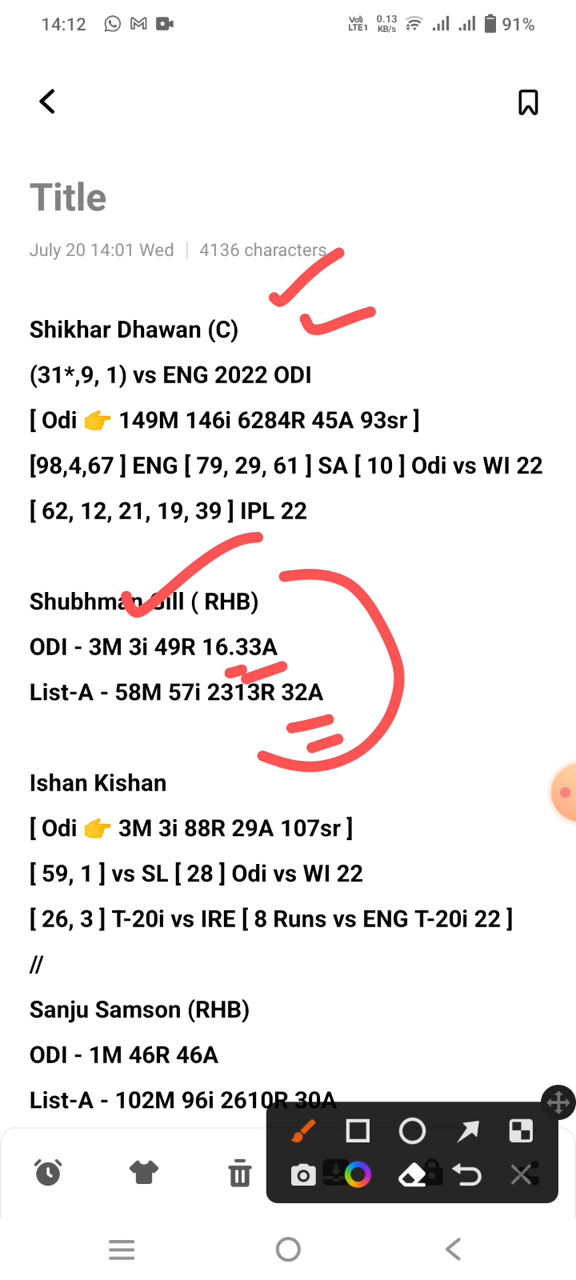 14:12
Vo)) LTE1 0.13 KB/s 91%
Title
July 20 14:01 Wed | 4136 characters
Shikhar Dhawan (C)
(31*,9, 1) vs ENG 2022 ODI
[ Odi 👉 149M 146i 6284R 45A 93sr ]
[98,4,67 ] ENG [ 79, 29, 61 ] SA [ 10 ] Odi vs WI 22
[ 62, 12, 21, 19, 39 ] IPL 22
Shubhman Gill ( RHB)
ODI - 3M 3i 49R 16.33A
List-A - 58M 57i 2313R 32A
Ishan Kishan
[ Odi 👉 3M 3i 88R 29A 107sr ]
[ 59, 1 ] vs SL [ 28 ] Odi vs WI 22
[ 26, 3 ] T-20i vs IRE [ 8 Runs vs ENG T-20i 22 ]
//
Sanju Samson (RHB)
ODI - 1M 46R 46A
List-A - 102M 96i 2610R 30A